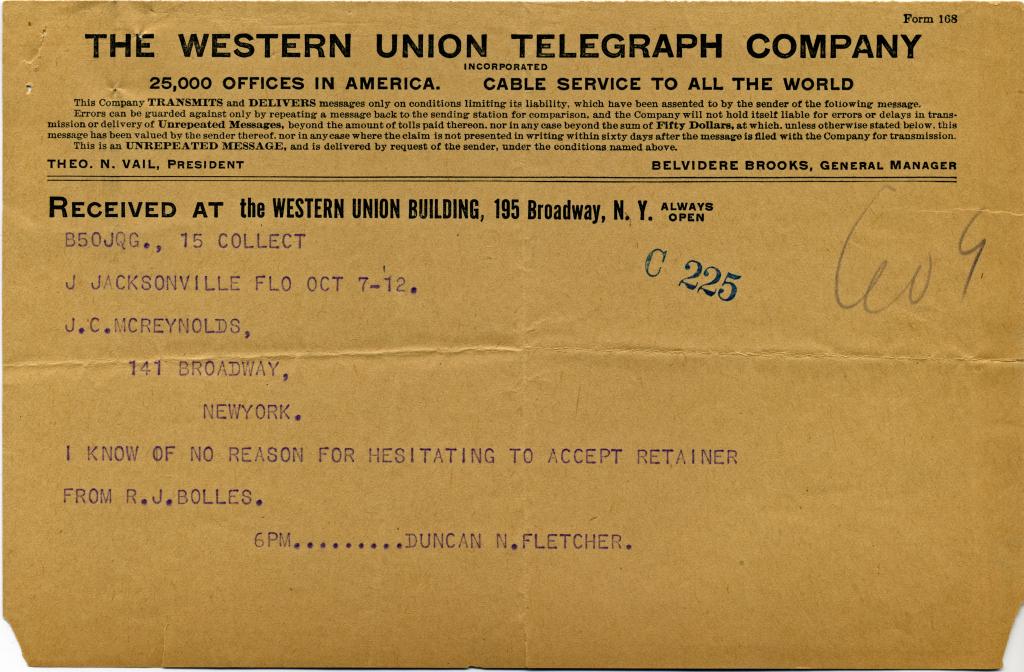 Form 168
THE WESTERN UNION TELEGRAPH COMPANY
INCORPORATED
25,000 OFFICES IN AMERICA. CABLE SERVICE TO ALL THE WORLD
This Company TRANSMITS and DELIVERS messages only on conditions limiting its liability, which have been assented to by the sender of the following message.
Errors can be guarded against only by repeating a message back to the sending station for comparison, and the Company will not hold itself liable for errors or delays in trans-
mission or delivery of Unrepeated Messages, beyond the amount of tolls paid thereon, nor in any case beyond the sum of Fifty Dollars, at which, unless otherwise stated below, this
message has been valued by the sender thereof, nor in any case where the claim is not presented in writing within sixty days after the message is filed with the Company for transmission.
This is an UNREPEATED MESSAGE, and is delivered by request of the sender, under the conditions named above.
THEO. N. VAIL, PRESIDENT BELVIDERE BROOKS, GENERAL MANAGER
RECEIVED AT the WESTERN UNION BUILDING, 195 Broadway, N. Y. ALWAYS OPEN
B50JQG., 15 COLLECT
C 225
J JACKSONVILLE FLO OCT 7-12.
J.C.MCREYNOLDS,
141 BROADWAY,
NEWYORK.
I KNOW OF NO REASON FOR HESITATING TO ACCEPT RETAINER
FROM R.J.BOLLES.
6PM.........DUNCAN N.FLETCHER.